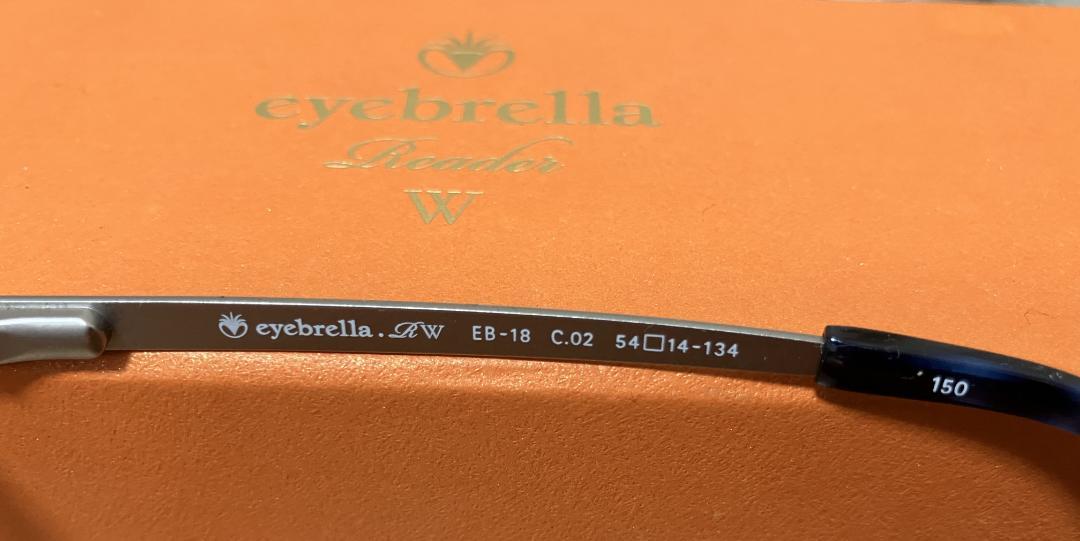 eyebrella
Reader
W
eyebrella.RW EB-18 C.02 54□14-134
150